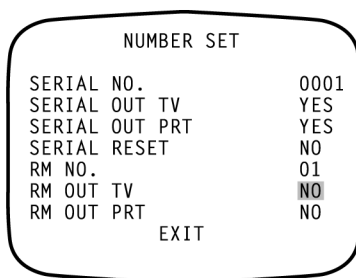 NUMBER SET
SERIAL NO. 0001
SERIAL OUT TV YES
SERIAL OUT PRT YES
SERIAL RESET NO
RM NO. 01
RM OUT TV NO
RM OUT PRT NO
EXIT